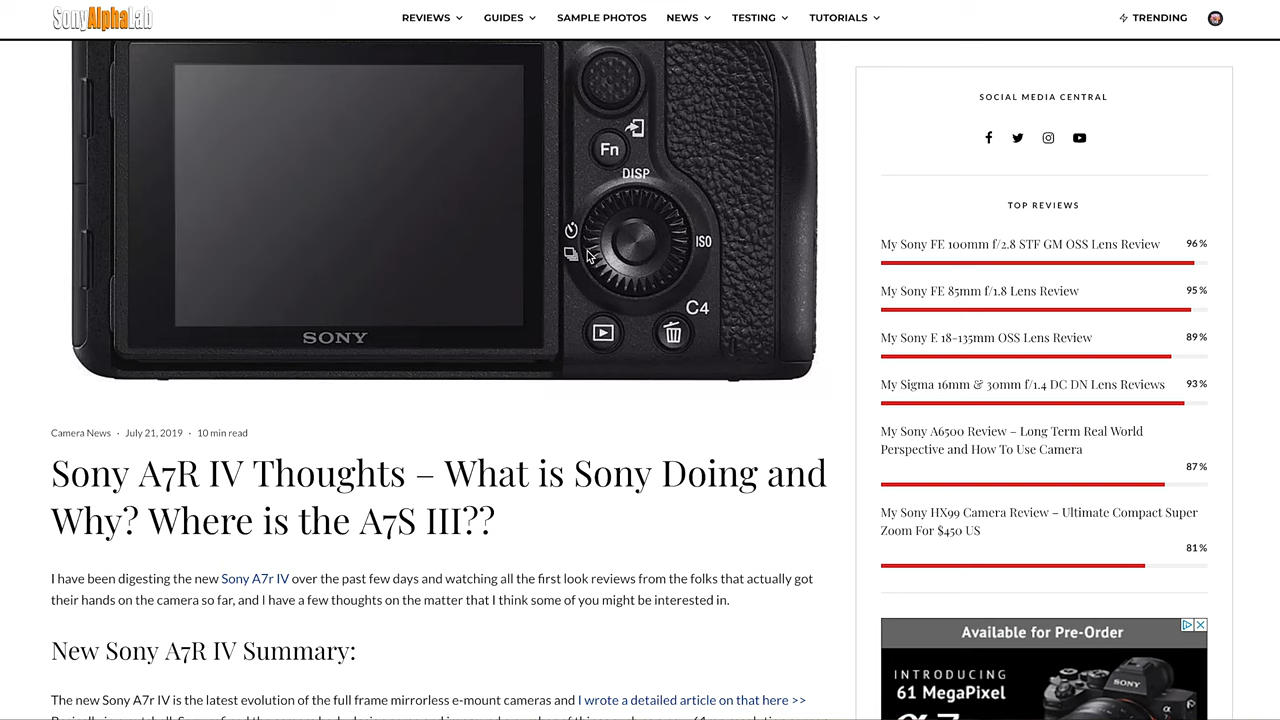 SonyAlphaLab
REVIEWS GUIDES SAMPLE PHOTOS NEWS TESTING TUTORIALS TRENDING
Fn
DISP
ISO
C4
SONY
Camera News · July 21, 2019 · 10 min read
Sony A7R IV Thoughts – What is Sony Doing and
Why? Where is the A7S III??
I have been digesting the new Sony A7r IV over the past few days and watching all the first look reviews from the folks that actually got
their hands on the camera so far, and I have a few thoughts on the matter that I think some of you might be interested in.
New Sony A7R IV Summary:
The new Sony A7r IV is the latest evolution of the full frame mirrorless e-mount cameras and I wrote a detailed article on that here >>
SOCIAL MEDIA CENTRAL
TOP REVIEWS
My Sony FE 100mm f/2.8 STF GM OSS Lens Review 96%
My Sony FE 85mm f/1.8 Lens Review 95%
My Sony E 18-135mm OSS Lens Review 89%
My Sigma 16mm & 30mm f/1.4 DC DN Lens Reviews 93%
My Sony A6500 Review – Long Term Real World
Perspective and How To Use Camera
87%
My Sony HX99 Camera Review – Ultimate Compact Super
Zoom For $450 US
81%
Available for Pre-Order
INTRODUCING
61 MegaPixel
SONY